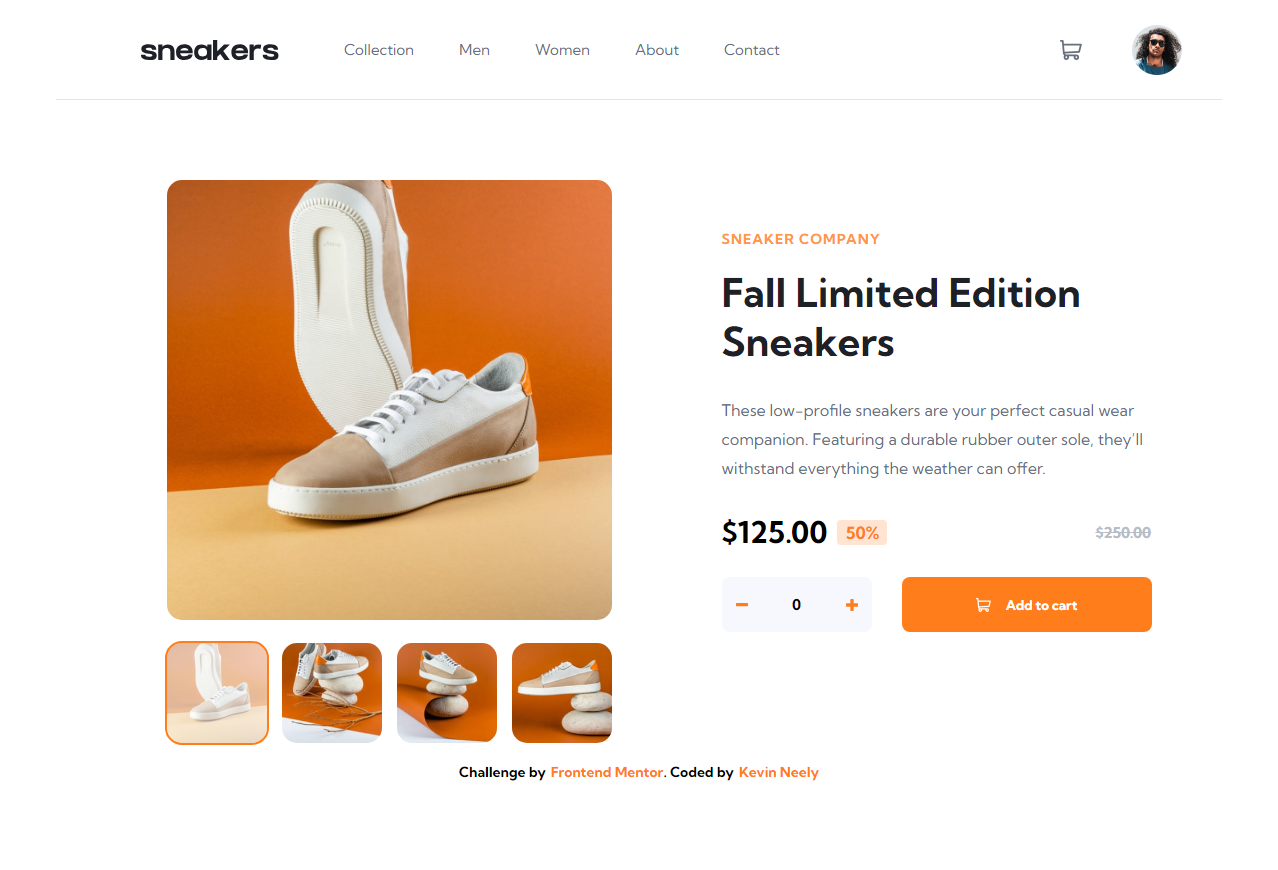 sneakers
Collection
Men
Women
About
Contact
SNEAKER COMPANY
Fall Limited Edition
Sneakers
These low-profile sneakers are your perfect casual wear
companion. Featuring a durable rubber outer sole, they'll
withstand everything the weather can offer.
$125.00 50% $250.00
0
Add to cart
Challenge by Frontend Mentor. Coded by Kevin Neely